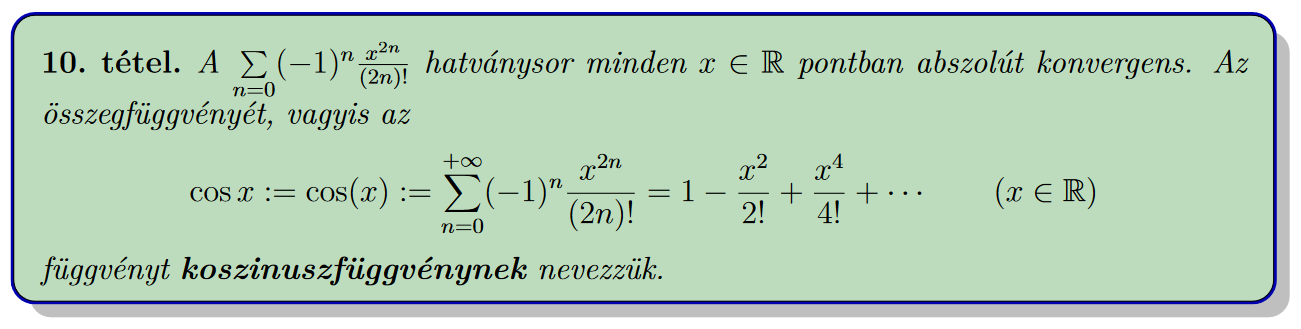 10. tétel. A ∑_{n=0} (−1)^n x^{2n}/(2n)! hatványsor minden x ∈ ℝ pontban abszolút konvergens. Az
összegfüggvényét, vagyis az
cos x := cos(x) := ∑_{n=0}^{+∞} (−1)^n x^{2n}/(2n)! = 1 − x^2/2! + x^4/4! + ⋯ (x ∈ ℝ)
függvényt koszinuszfüggvénynek nevezzük.